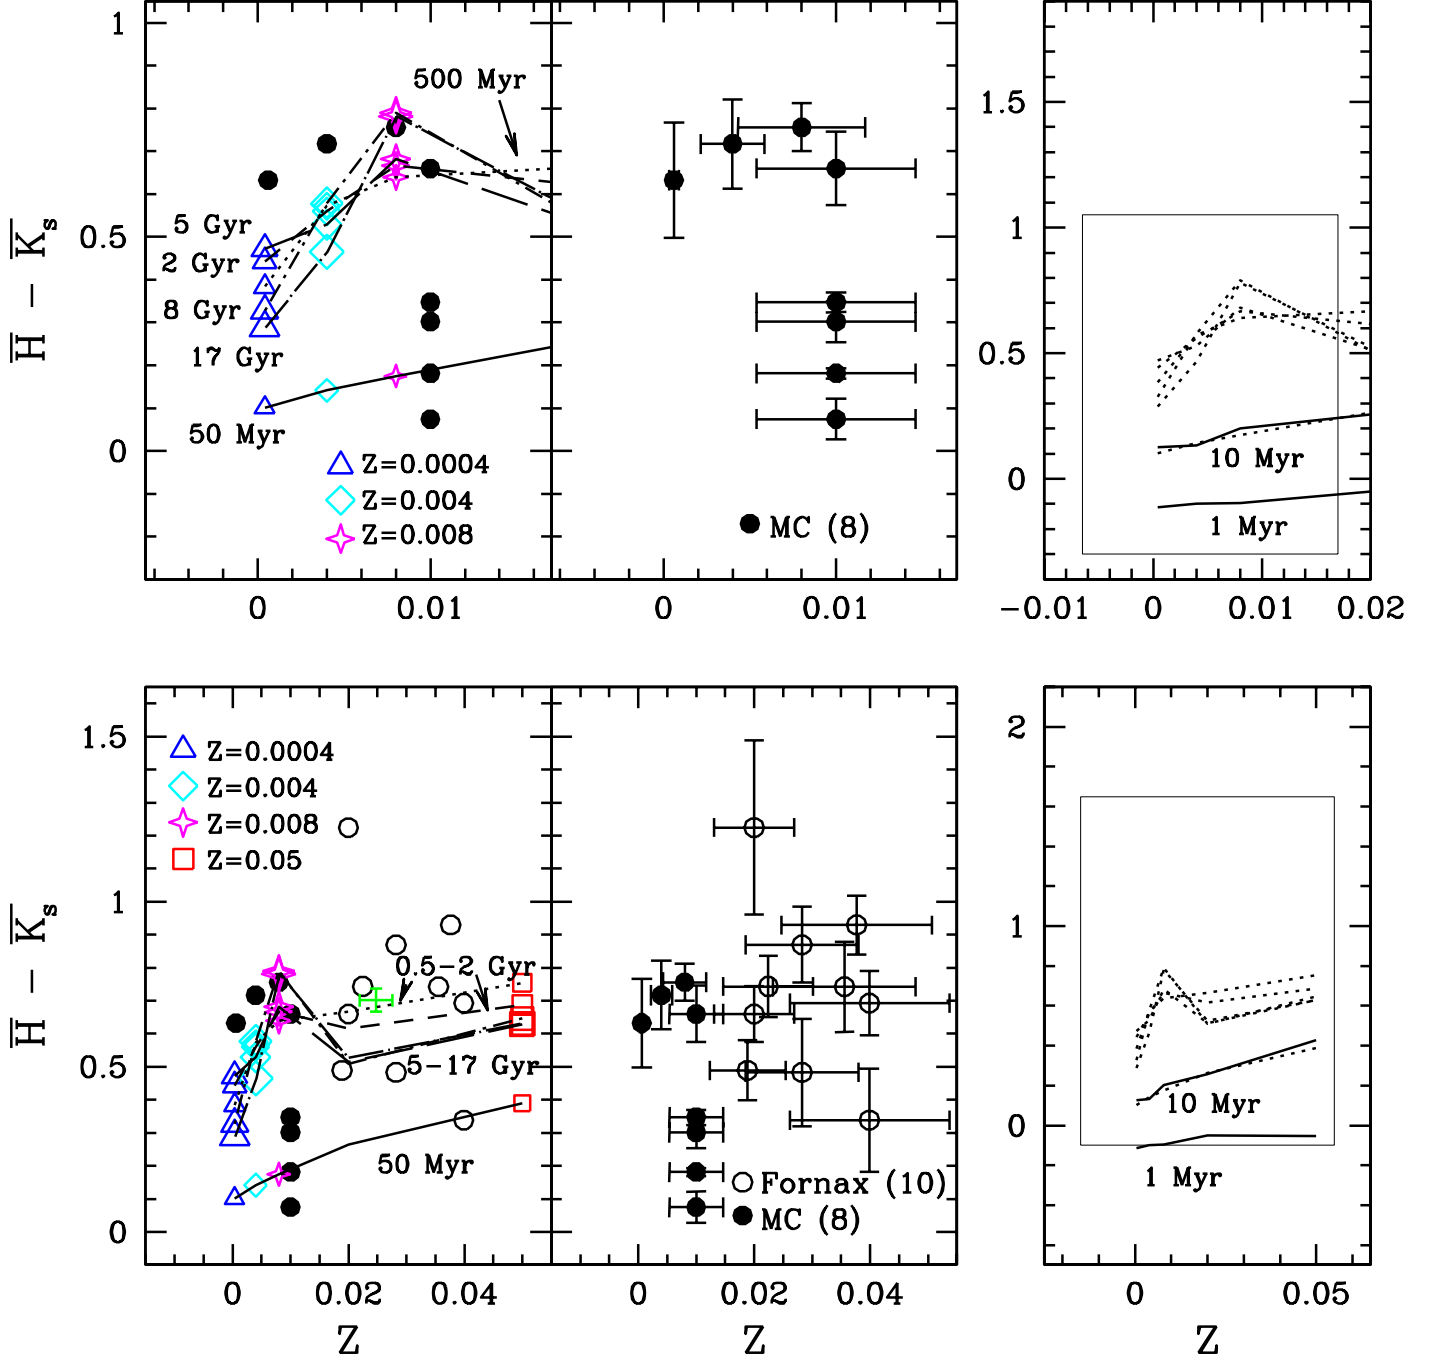 1
0.5
0
H − Ks
500 Myr
5 Gyr
2 Gyr
8 Gyr
17 Gyr
50 Myr
Z=0.0004
Z=0.004
Z=0.008
0
0.01
MC (8)
0
0.01
1.5
1
0.5
0
10 Myr
1 Myr
−0.01
0
0.01
0.02
1.5
1
0.5
0
H − Ks
Z=0.0004
Z=0.004
Z=0.008
Z=0.05
0.5−2 Gyr
5−17 Gyr
50 Myr
0
0.02
0.04
Z
Fornax (10)
MC (8)
0
0.02
0.04
Z
2
1
0
10 Myr
1 Myr
0
0.05
Z